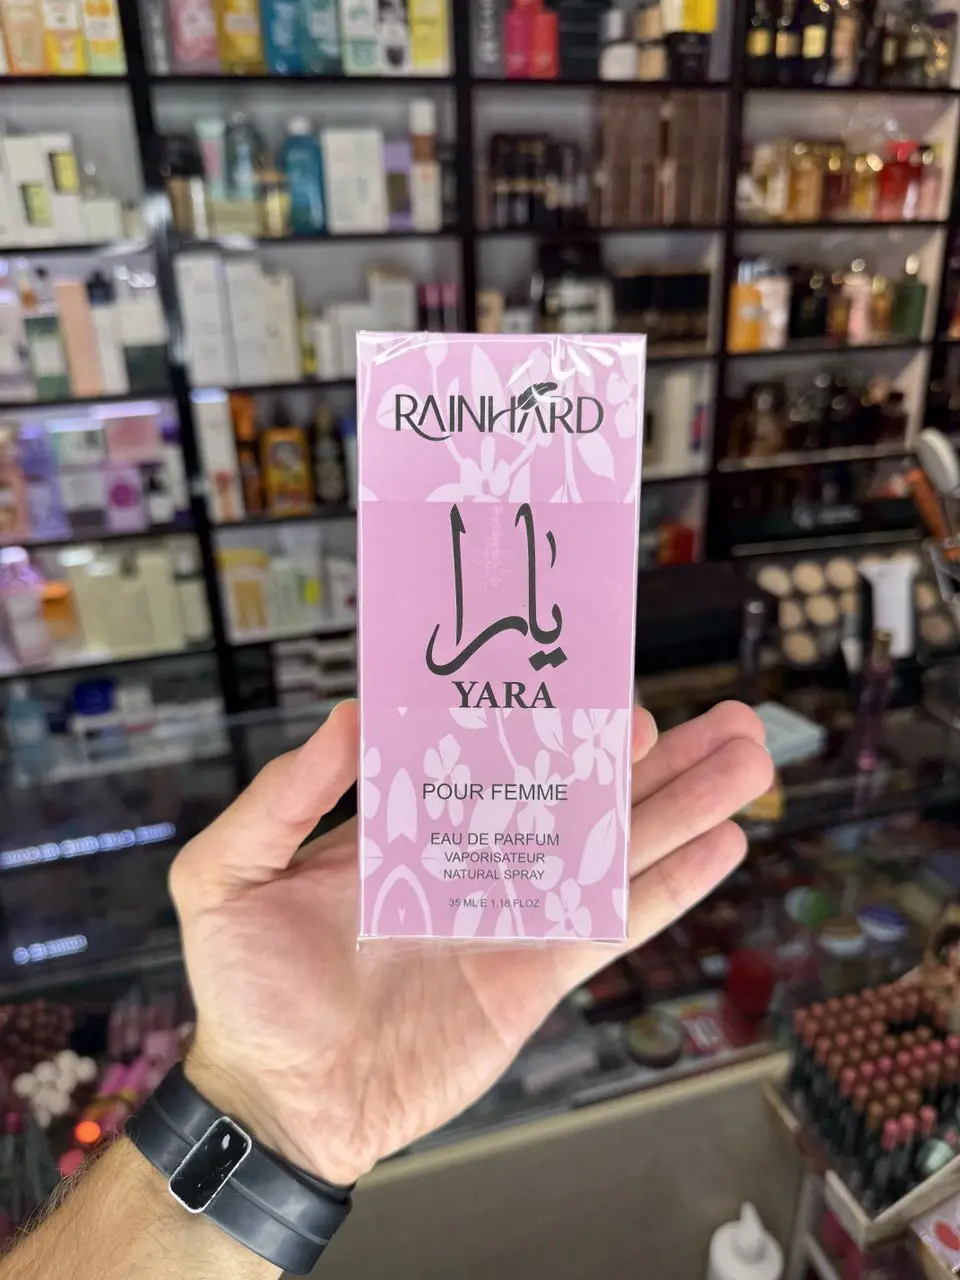 RAINHARD
يارا
YARA
POUR FEMME
EAU DE PARFUM
VAPORISATEUR
NATURAL SPRAY
35 ML E 1.18 FLOZ